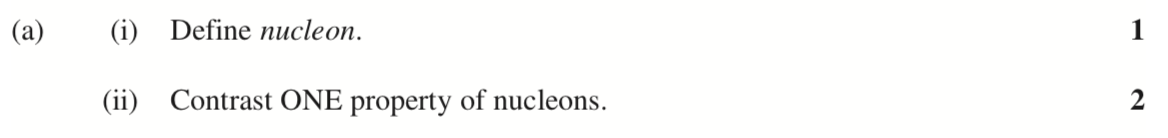 (a) (i) Define nucleon. 1
(ii) Contrast ONE property of nucleons. 2